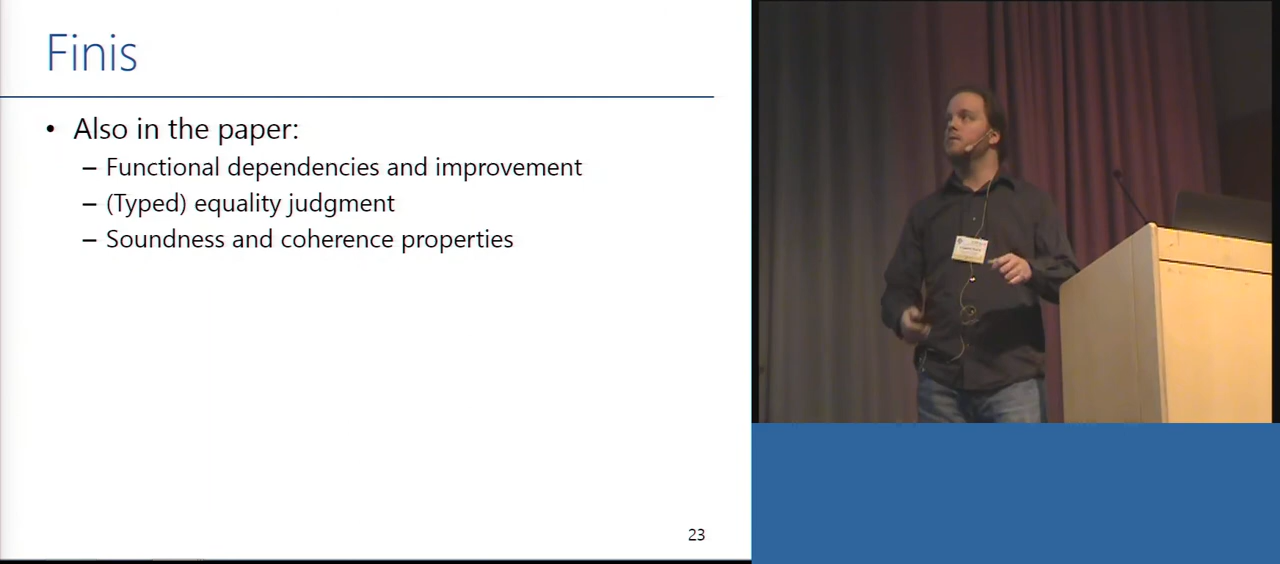 Finis
• Also in the paper:
– Functional dependencies and improvement
– (Typed) equality judgment
– Soundness and coherence properties
23